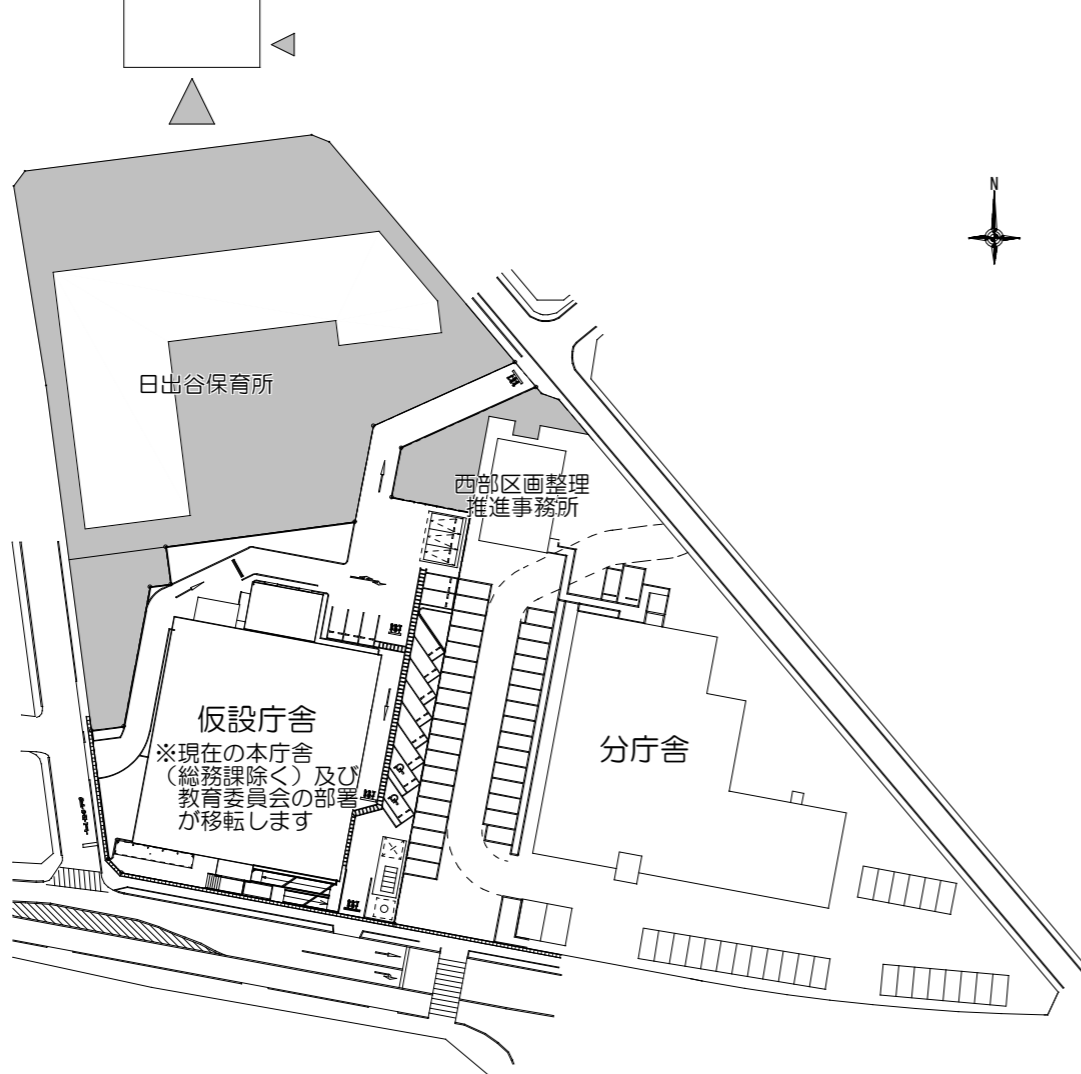 N
日出谷保育所
西部区画整理
推進事務所
仮設庁舎
※現在の本庁舎
（総務課除く）及び
教育委員会の部署
が移転します
分庁舎